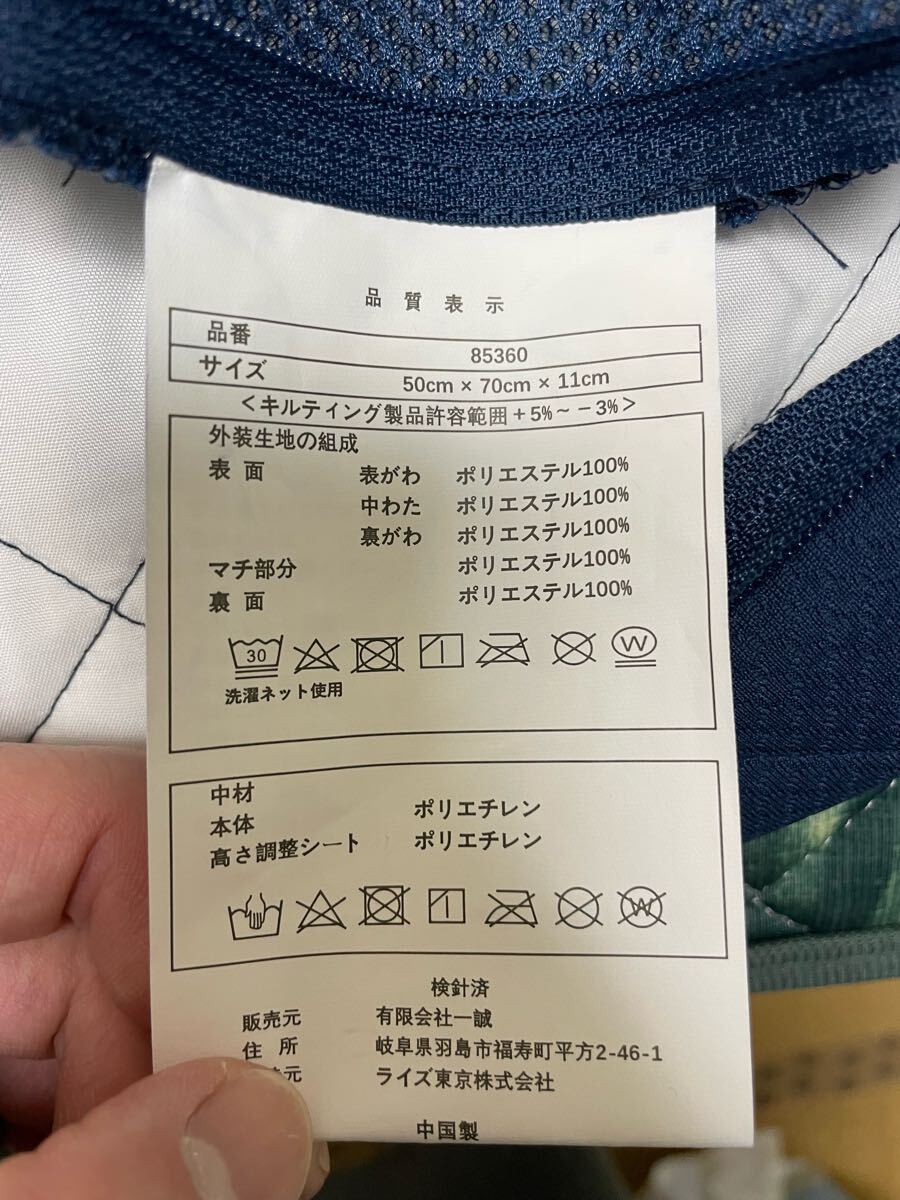 品質表示
品番 85360
サイズ 50cm × 70cm × 11cm
<キルティング製品許容範囲+5%~-3%>
外装生地の組成
表面 表がわ ポリエステル100%
中わた ポリエステル100%
裏がわ ポリエステル100%
マチ部分 ポリエステル100%
裏面 ポリエステル100%
30 W
洗濯ネット使用
中材
本体 ポリエチレン
高さ調整シート ポリエチレン
W
検針済
販売元 有限会社一誠
住所 岐阜県羽島市福寿町平方2-46-1
元 ライズ東京株式会社
中国製